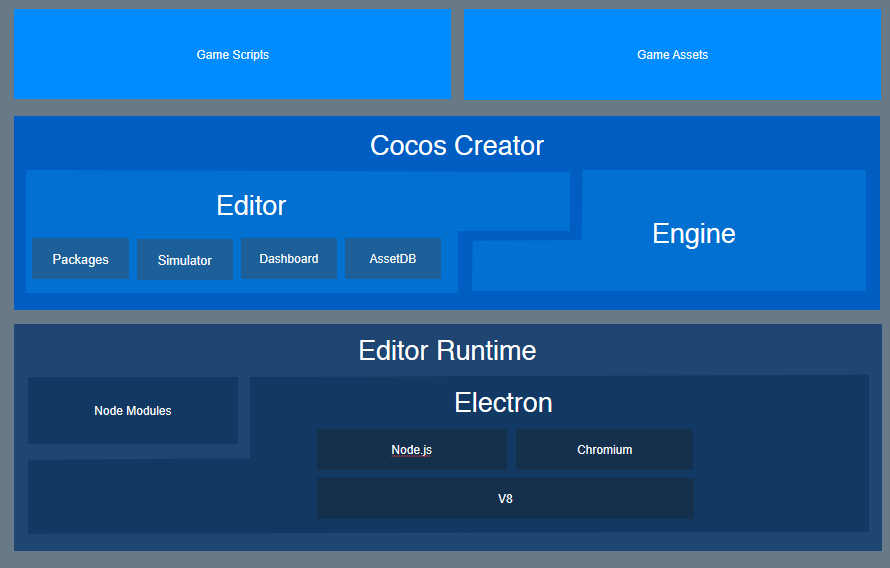 Game Scripts
Game Assets
Cocos Creator
Editor
Engine
Packages
Simulator
Dashboard
AssetDB
Editor Runtime
Node Modules
Electron
Node.js
Chromium
V8